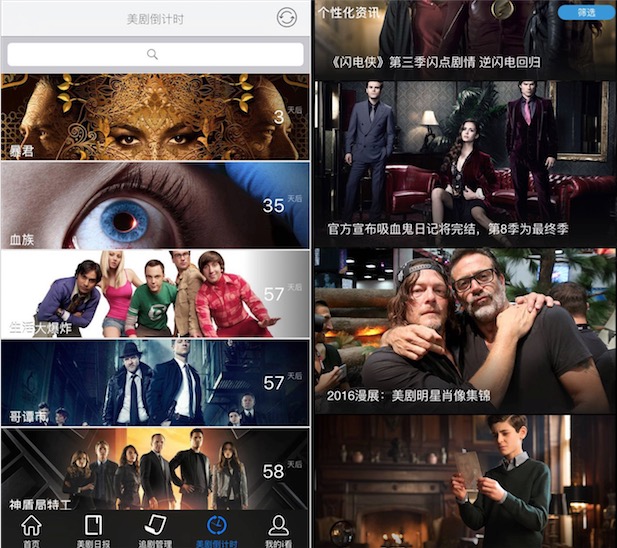 美剧倒计时
3 天后
暴君
35 天后
血族
57 天后
生活大爆炸
57 天后
哥谭市
58 天后
神盾局特工
首页 美剧日报 追剧管理 美剧倒计时 我的i看
个性化资讯 筛选
《闪电侠》第三季闪点剧情 逆闪电回归
官方宣布吸血鬼日记将完结，第8季为最终季
2016漫展：美剧明星肖像集锦